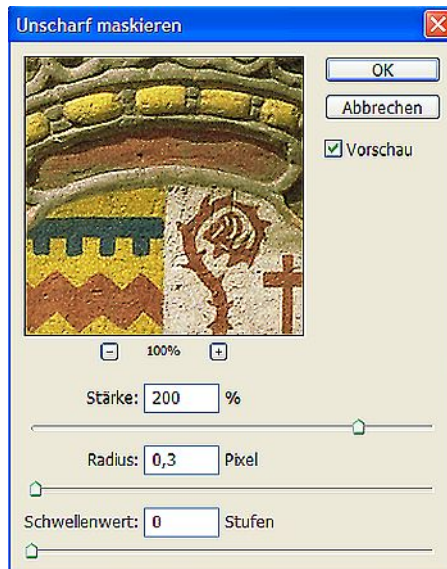 Unscharf maskieren
OK
Abbrechen
Vorschau
100%
Stärke: 200 %
Radius: 0,3 Pixel
Schwellenwert: 0 Stufen